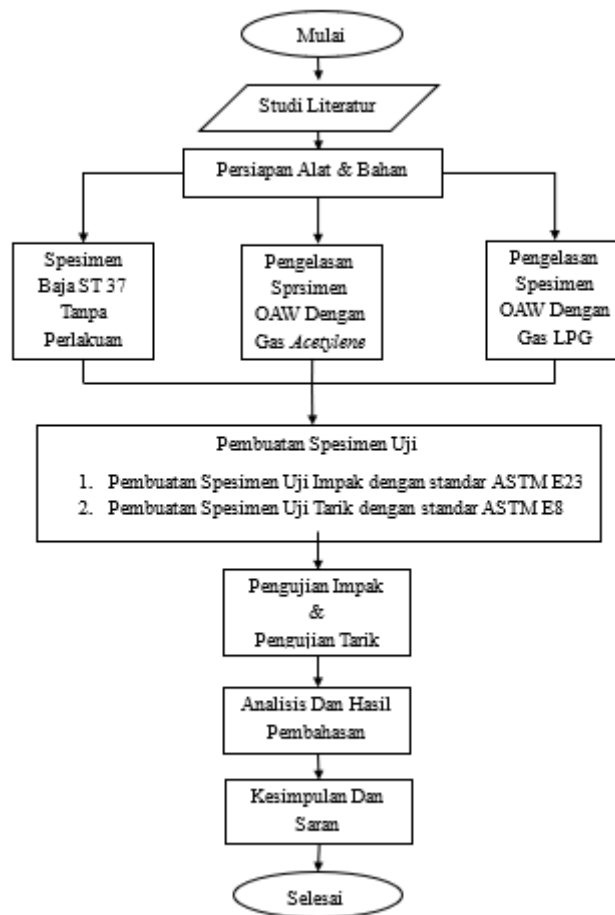 Mulai
Studi Literatur
Persiapan Alat & Bahan
Spesimen
Baja ST 37
Tanpa
Perlakuan
Pengelasan
Sprsimen
OAW Dengan
Gas Acetylene
Pengelasan
Spesimen
OAW Dengan
Gas LPG
Pembuatan Spesimen Uji
1. Pembuatan Spesimen Uji Impak dengan standar ASTM E23
2. Pembuatan Spesimen Uji Tarik dengan standar ASTM E8
Pengujian Impak
&
Pengujian Tarik
Analisis Dan Hasil
Pembahasan
Kesimpulan Dan
Saran
Selesai